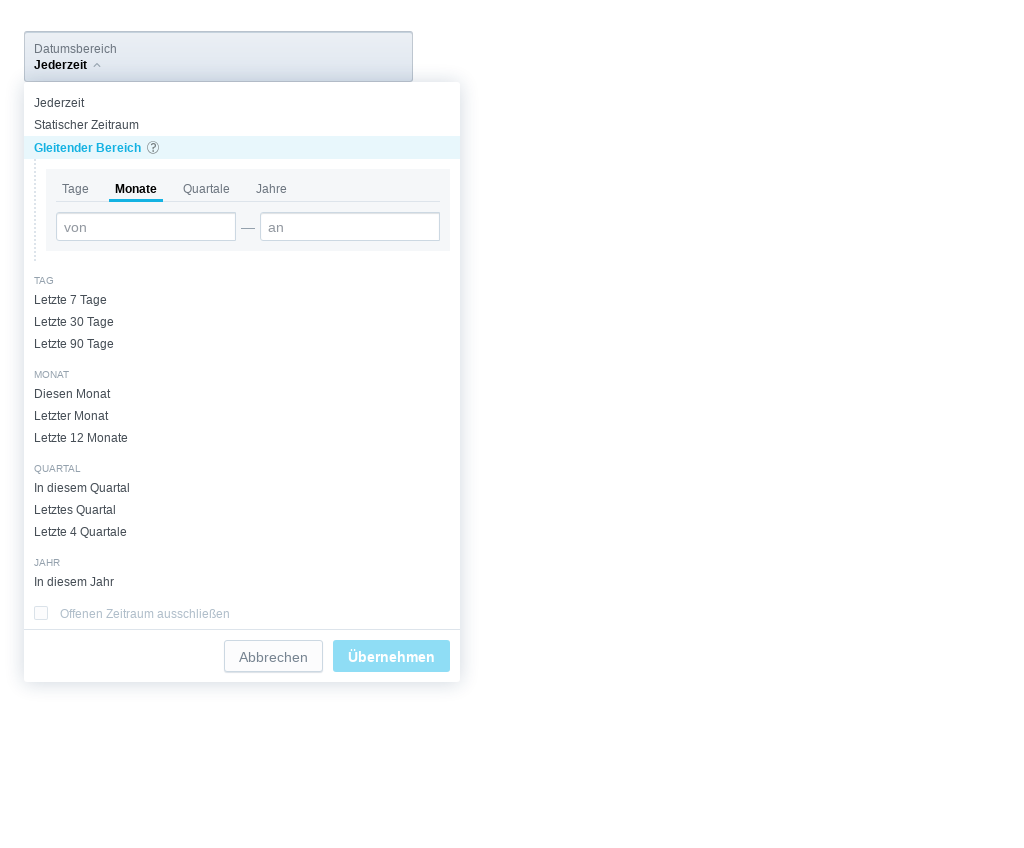 Datumsbereich
Jederzeit
Jederzeit
Statischer Zeitraum
Gleitender Bereich ?
Tage Monate Quartale Jahre
von — an
TAG
Letzte 7 Tage
Letzte 30 Tage
Letzte 90 Tage
MONAT
Diesen Monat
Letzter Monat
Letzte 12 Monate
QUARTAL
In diesem Quartal
Letztes Quartal
Letzte 4 Quartale
JAHR
In diesem Jahr
Offenen Zeitraum ausschließen
Abbrechen Übernehmen